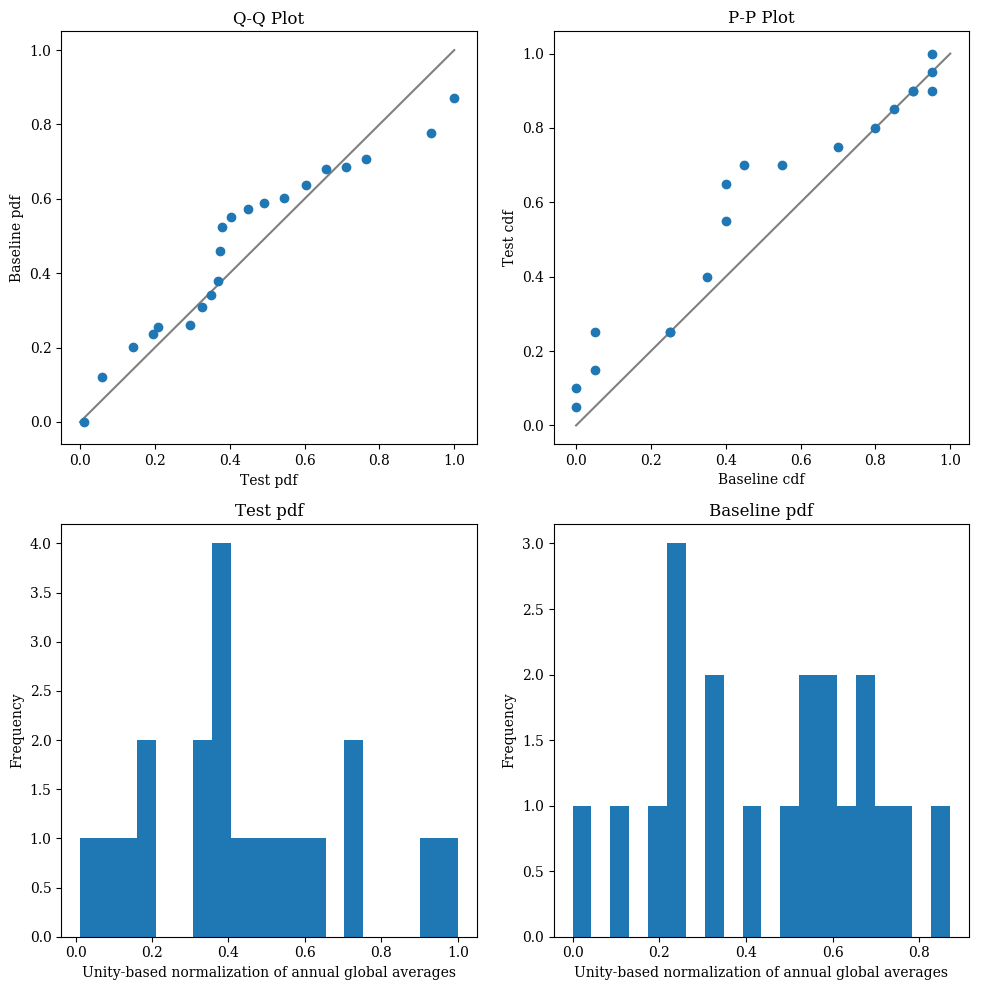 Q-Q Plot
1.0
0.8
0.6
0.4
0.2
0.0
Baseline pdf
0.0 0.2 0.4 0.6 0.8 1.0
Test pdf
P-P Plot
1.0
0.8
0.6
0.4
0.2
0.0
Test cdf
0.0 0.2 0.4 0.6 0.8 1.0
Baseline cdf
Test pdf
4.0
3.5
3.0
2.5
2.0
1.5
1.0
0.5
0.0
Frequency
0.0 0.2 0.4 0.6 0.8 1.0
Unity-based normalization of annual global averages
Baseline pdf
3.0
2.5
2.0
1.5
1.0
0.5
0.0
Frequency
0.0 0.2 0.4 0.6 0.8
Unity-based normalization of annual global averages